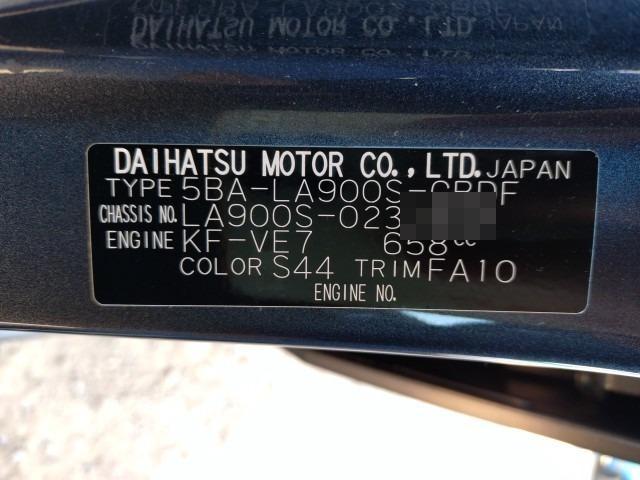 DAIHATSU MOTOR CO., LTD. JAPAN
TYPE 5BA-LA900S-GBDF
CHASSIS NO. LA900S-023
ENGINE KF-VE7 658cc
COLOR S44 TRIM FA10
ENGINE NO.